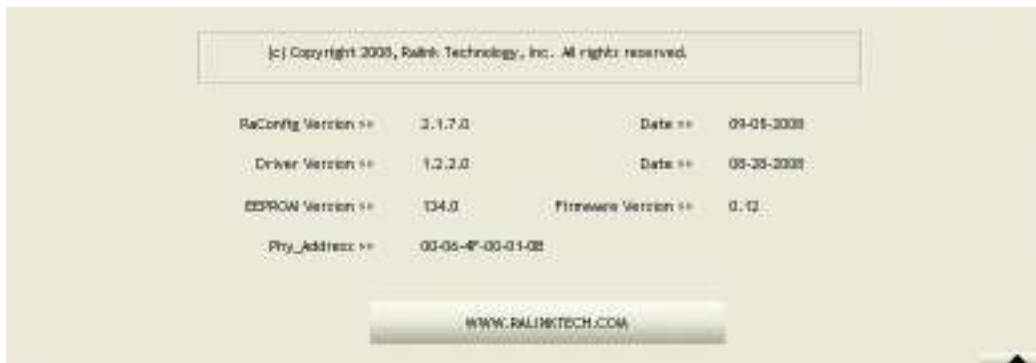 (c) Copyright 2008, Ralink Technology, Inc. All rights reserved.
RaConfig Version >> 2.1.7.0 Date >> 09-05-2008
Driver Version >> 1.2.2.0 Date >> 08-28-2008
EEPROM Version >> 134.0 Firmware Version >> 0.12
Phy_Address >> 00-06-4F-00-01-0B
WWW.RALINKTECH.COM